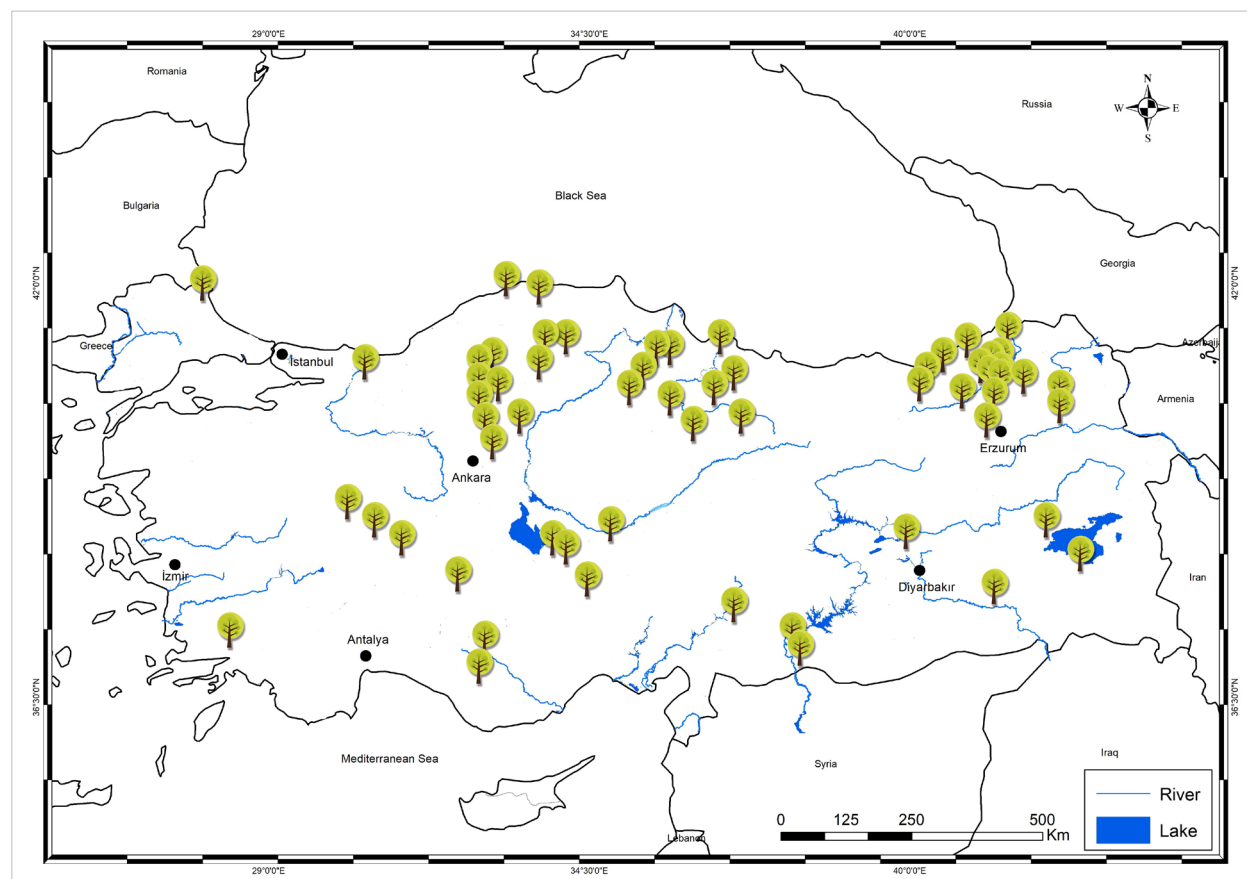 29°0'0"E 34°30'0"E 40°0'0"E
Romania
Russia
N
W E
S
Bulgaria
Black Sea
Georgia
42°0'0"N
42°0'0"N
Greece
İstanbul
Armenia
Erzurum
Ankara
İzmir
Iran
Diyarbakır
Antalya
36°30'0"N
36°30'0"N
Mediterranean Sea
Syria
Iraq
River
Lake
0 125 250 500
Km
Lebanon
29°0'0"E 34°30'0"E 40°0'0"E